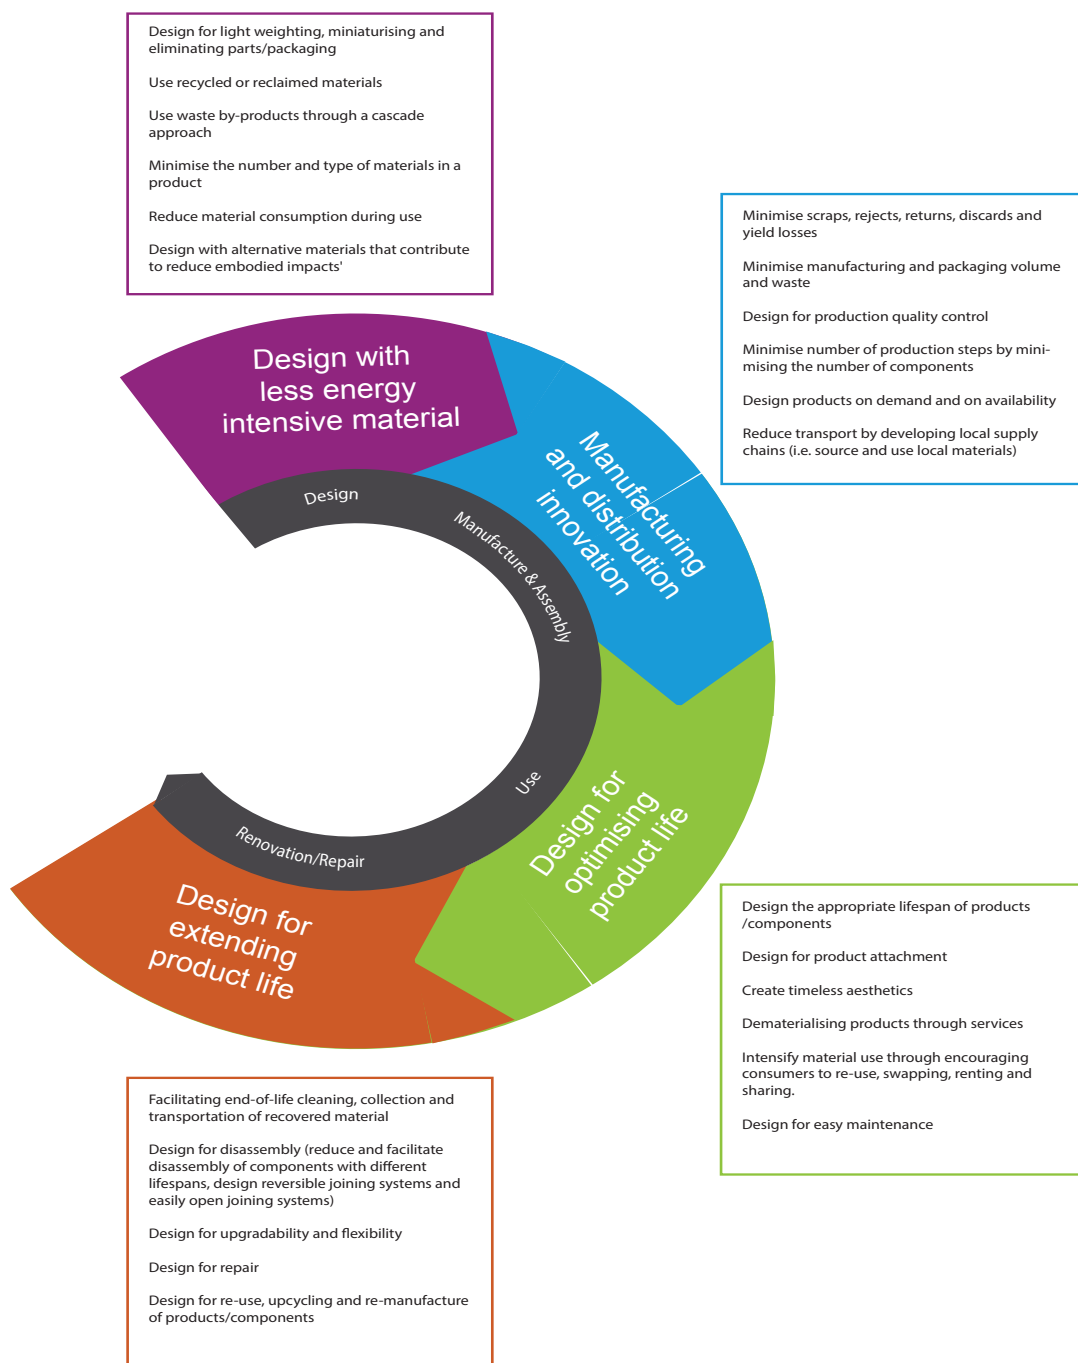 Design for light weighting, miniaturising and
eliminating parts/packaging
Use recycled or reclaimed materials
Use waste by-products through a cascade
approach
Minimise the number and type of materials in a
product
Reduce material consumption during use
Design with alternative materials that contribute
to reduce embodied impacts'
Minimise scraps, rejects, returns, discards and
yield losses
Minimise manufacturing and packaging volume
and waste
Design for production quality control
Minimise number of production steps by mini-
mising the number of components
Design products on demand and on availability
Reduce transport by developing local supply
chains (i.e. source and use local materials)
Design with
less energy
intensive material
Manufacturing
and distribution
innovation
Design
Manufacture & Assembly
Use
Renovation/Repair
Design for
optimising
product life
Design for
extending
product life
Design the appropriate lifespan of products
/components
Design for product attachment
Create timeless aesthetics
Dematerialising products through services
Intensify material use through encouraging
consumers to re-use, swapping, renting and
sharing.
Design for easy maintenance
Facilitating end-of-life cleaning, collection and
transportation of recovered material
Design for disassembly (reduce and facilitate
disassembly of components with different
lifespans, design reversible joining systems and
easily open joining systems)
Design for upgradability and flexibility
Design for repair
Design for re-use, upcycling and re-manufacture
of products/components